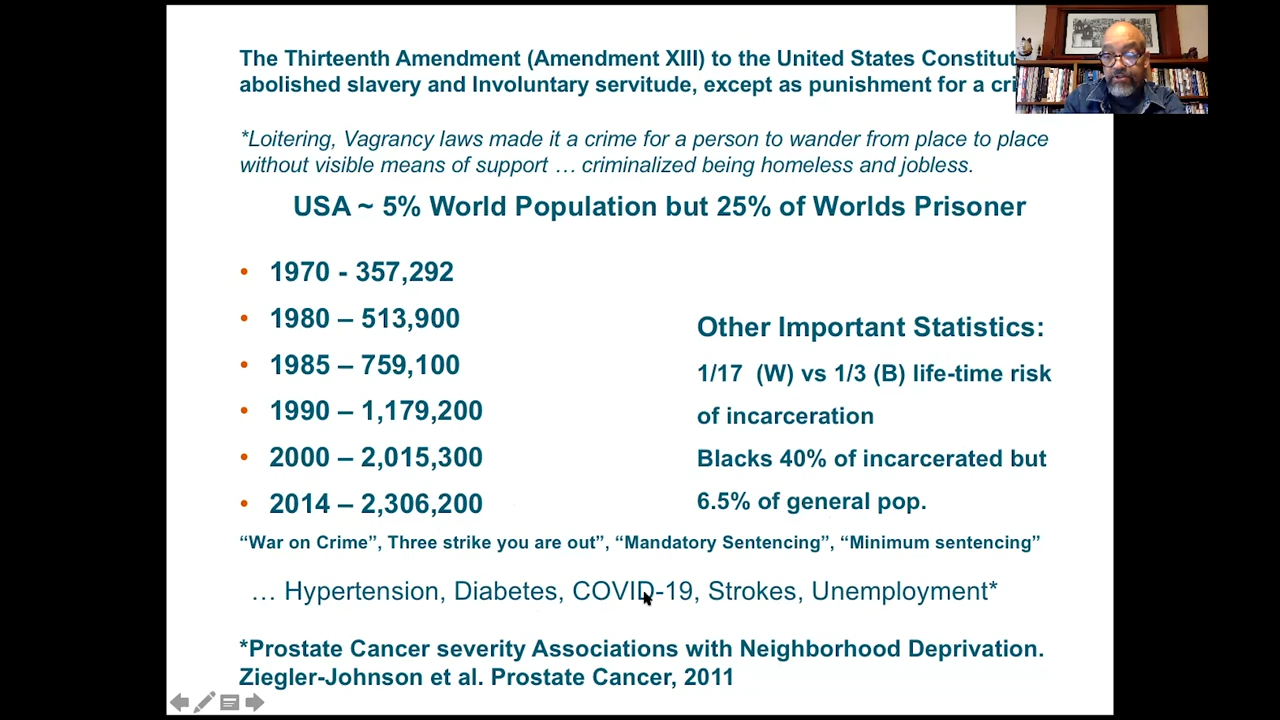 The Thirteenth Amendment (Amendment XIII) to the United States
abolished slavery and Involuntary servitude, except as punishment for a
*Loitering, Vagrancy laws made it a crime for a person to wander from place to place
without visible means of support … criminalized being homeless and jobless.
USA ~ 5% World Population but 25% of Worlds Prisoner
• 1970 - 357,292
• 1980 – 513,900
• 1985 – 759,100
• 1990 – 1,179,200
• 2000 – 2,015,300
• 2014 – 2,306,200
Other Important Statistics:
1/17 (W) vs 1/3 (B) life-time risk
of incarceration
Blacks 40% of incarcerated but
6.5% of general pop.
“War on Crime”, Three strike you are out”, “Mandatory Sentencing”, “Minimum sentencing”
… Hypertension, Diabetes, COVID-19, Strokes, Unemployment*
*Prostate Cancer severity Associations with Neighborhood Deprivation.
Ziegler-Johnson et al. Prostate Cancer, 2011